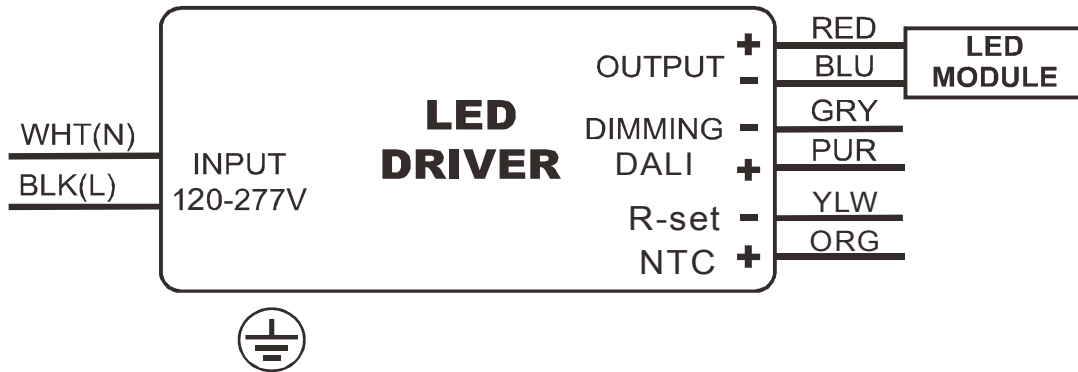 WHT(N)
BLK(L)
INPUT
120-277V
LED
DRIVER
OUTPUT
+
-
DIMMING
DALI
-
+
R-set
NTC
-
+
RED
BLU
GRY
PUR
YLW
ORG
LED
MODULE